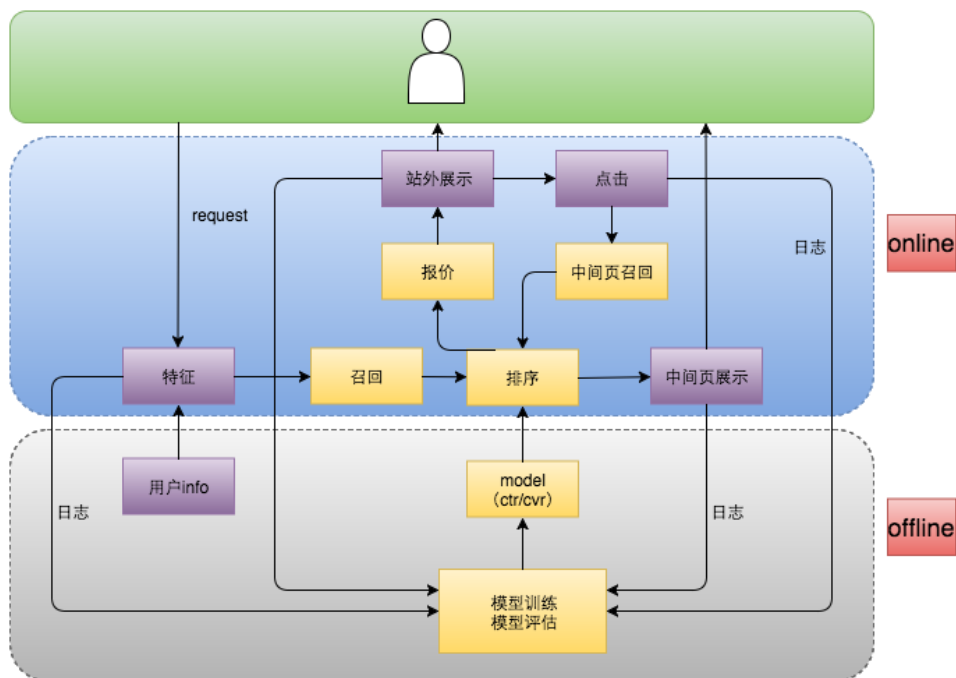 站外展示
点击
request
日志
online
报价
中间页召回
特征
召回
排序
中间页展示
用户info
model
（ctr/cvr）
日志
日志
offline
模型训练
模型评估